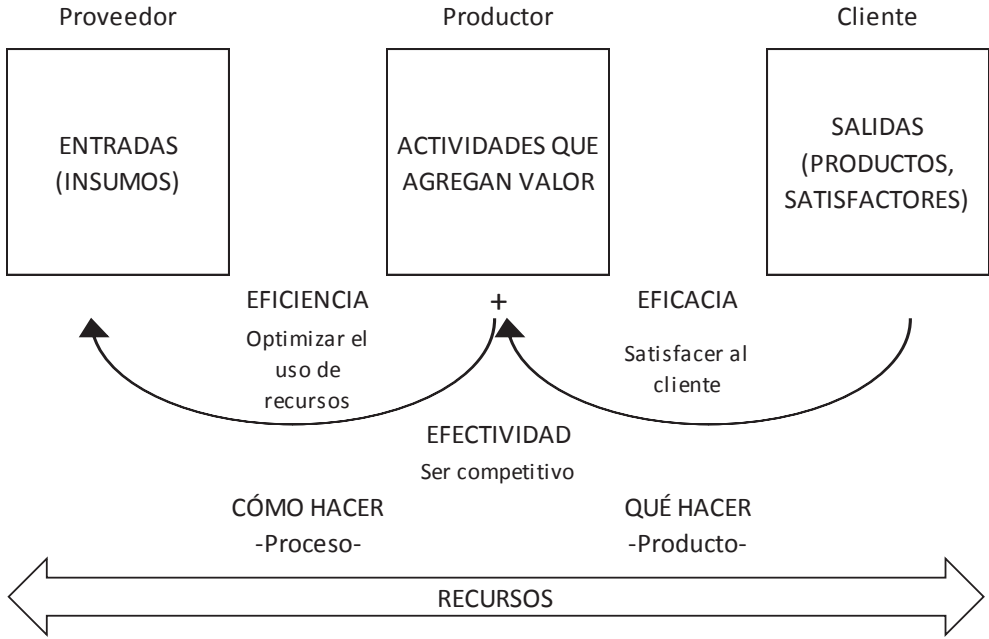 Proveedor
Productor
Cliente
ENTRADAS
(INSUMOS)
ACTIVIDADES QUE
AGREGAN VALOR
SALIDAS
(PRODUCTOS,
SATISFACTORES)
EFICIENCIA
+
EFICACIA
Optimizar el
uso de
recursos
Satisfacer al
cliente
EFECTIVIDAD
Ser competitivo
CÓMO HACER
-Proceso-
QUÉ HACER
-Producto-
RECURSOS